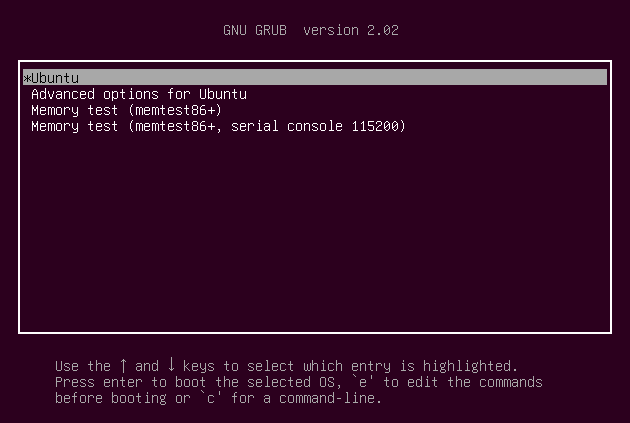 GNU GRUB  version 2.02
*Ubuntu
Advanced options for Ubuntu
Memory test (memtest86+)
Memory test (memtest86+, serial console 115200)
Use the ↑ and ↓ keys to select which entry is highlighted.
Press enter to boot the selected OS, `e' to edit the commands
before booting or `c' for a command-line.